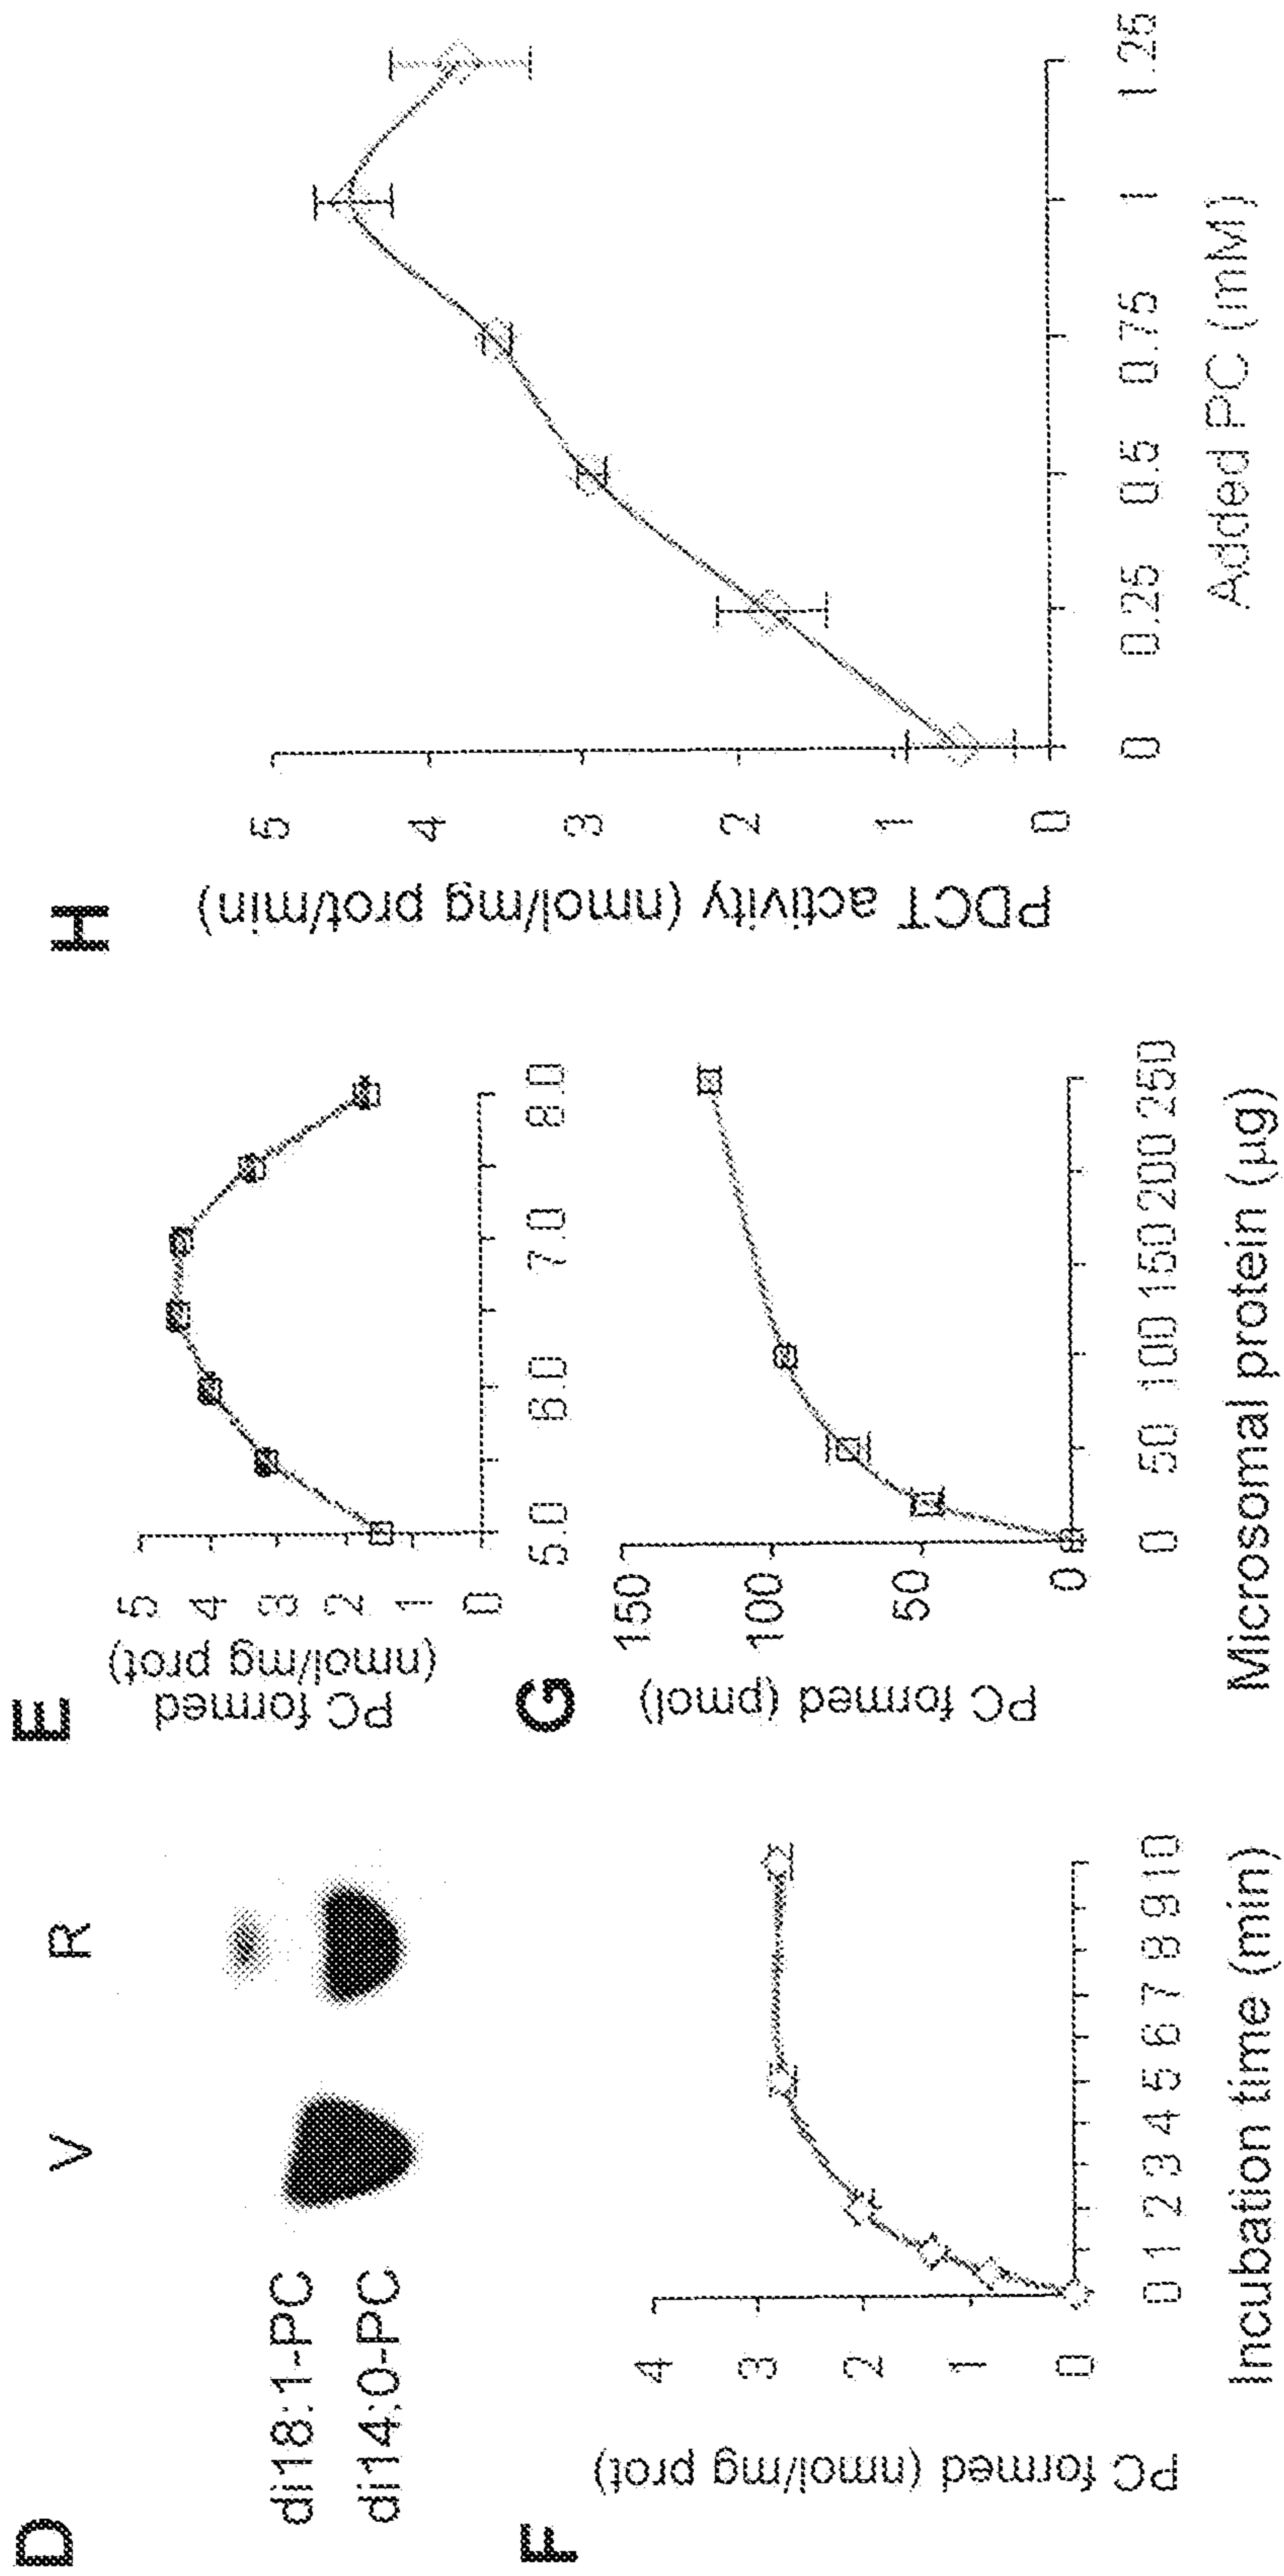 D
V R
di18:1-PC
di14:0-PC
E
PC formed
(nmol/mg prot)
5
4
3
2
1
0
5.0 6.0 7.0 8.0
F
PC formed (nmol/mg prot)
4
3
2
1
0
0 1 2 3 4 5 6 7 8 9 10
Incubation time (min)
G
PC formed (pmol)
150
100
50
0
0 50 100 150 200 250
Microsomal protein (µg)
H
PDCT activity (nmol/mg prot/min)
5
4
3
2
1
0
0 0.25 0.5 0.75 1 1.25
Added PC (mM)